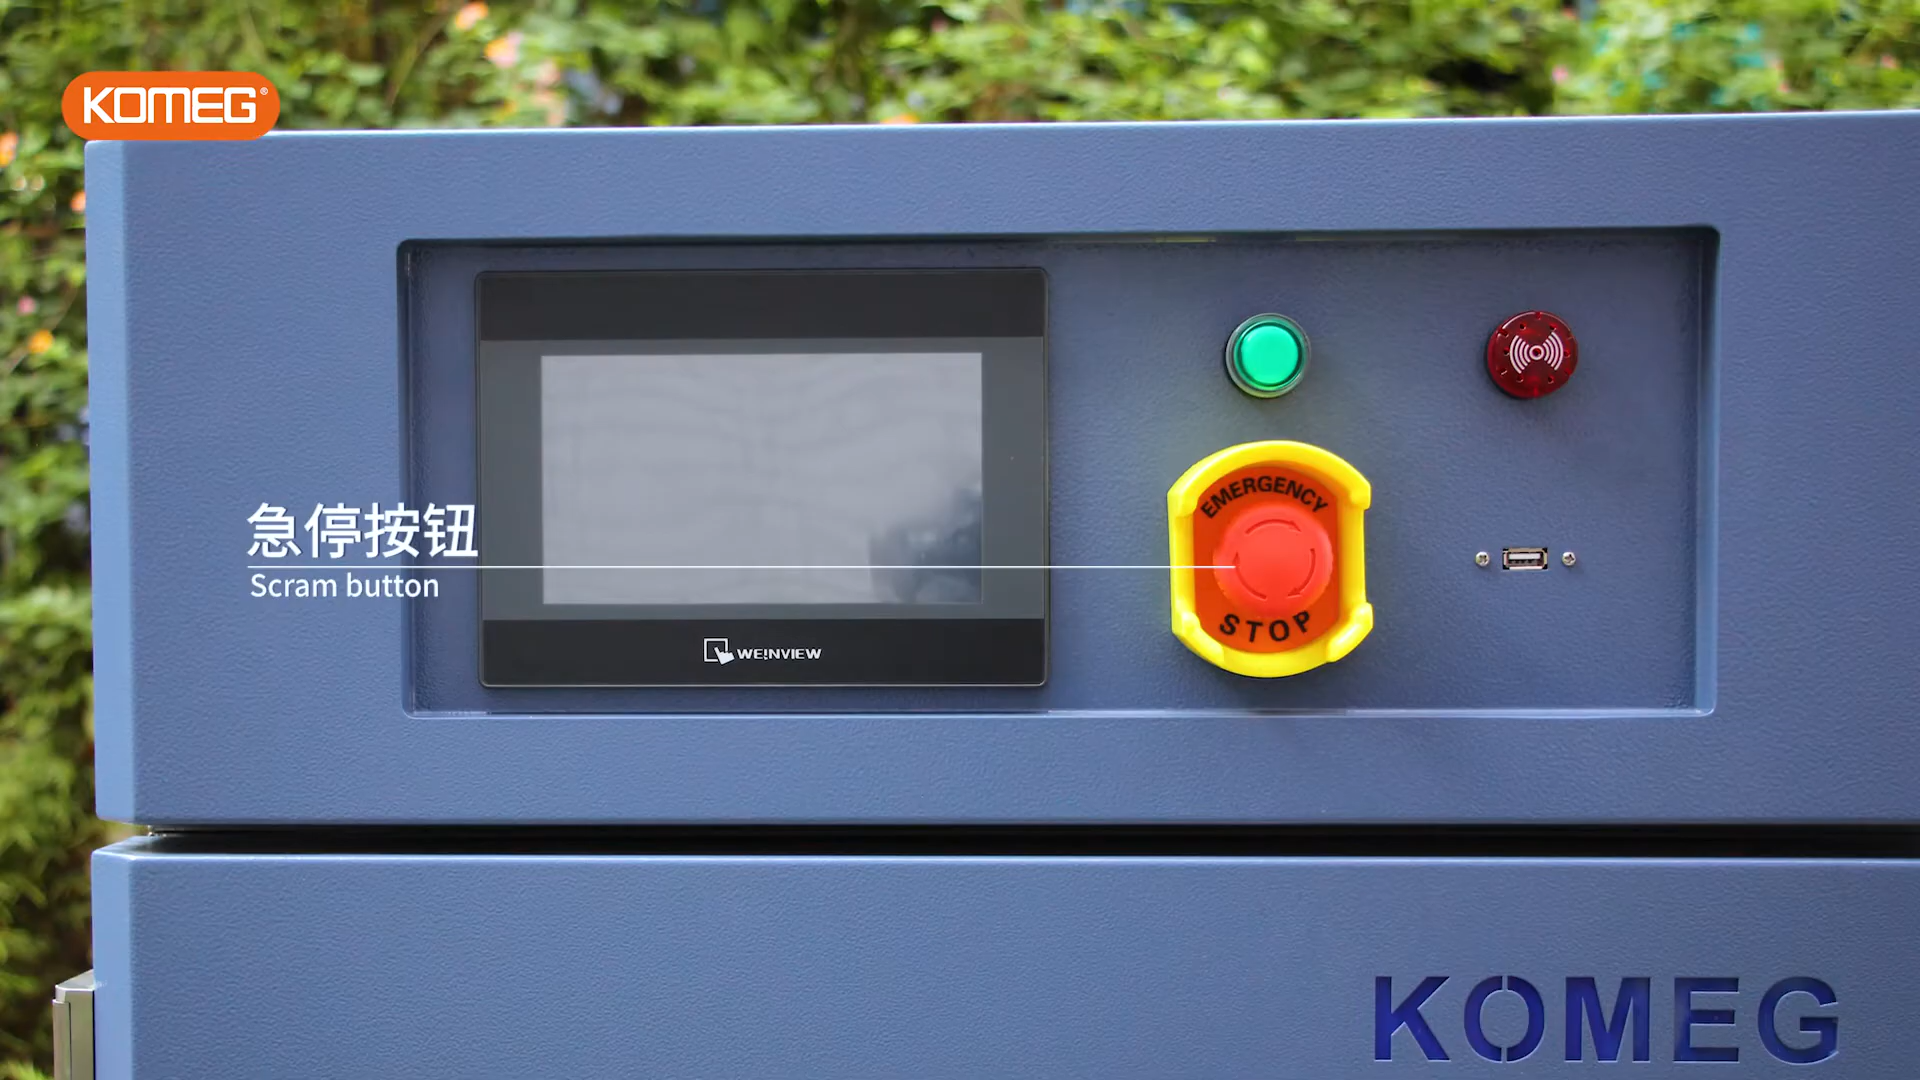 KOMEG®
急停按钮
Scram button
EMERGENCY
STOP
WEINVIEW
KOMEG